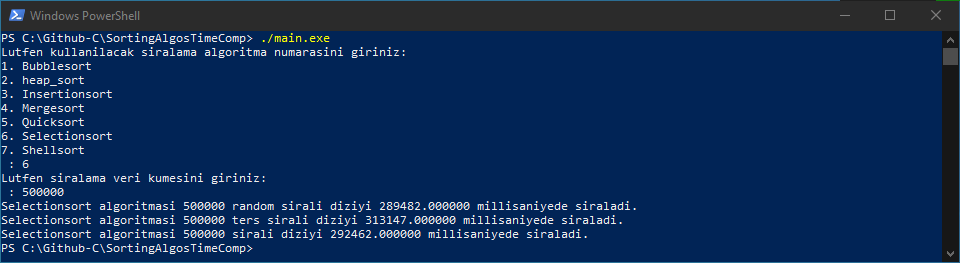 Windows PowerShell
PS C:\Github-C\SortingAlgosTimeComp> ./main.exe
Lutfen kullanilacak siralama algoritma numarasini giriniz:
1. Bubblesort
2. heap_sort
3. Insertionsort
4. Mergesort
5. Quicksort
6. Selectionsort
7. Shellsort
 : 6
Lutfen siralama veri kumesini giriniz:
 : 500000
Selectionsort algoritmasi 500000 random sirali diziyi 289482.000000 millisaniyede siraladi.
Selectionsort algoritmasi 500000 ters sirali diziyi 313147.000000 millisaniyede siraladi.
Selectionsort algoritmasi 500000 sirali diziyi 292462.000000 millisaniyede siraladi.
PS C:\Github-C\SortingAlgosTimeComp>